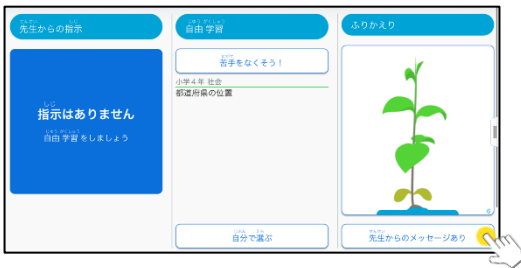 先生からの指示
指示はありません
自由 学習 をしましょう
自由 学習
苦手をなくそう！
小学４年 社会
都道府県の位置
自分で選ぶ
ふりかえり
先生からのメッセージあり